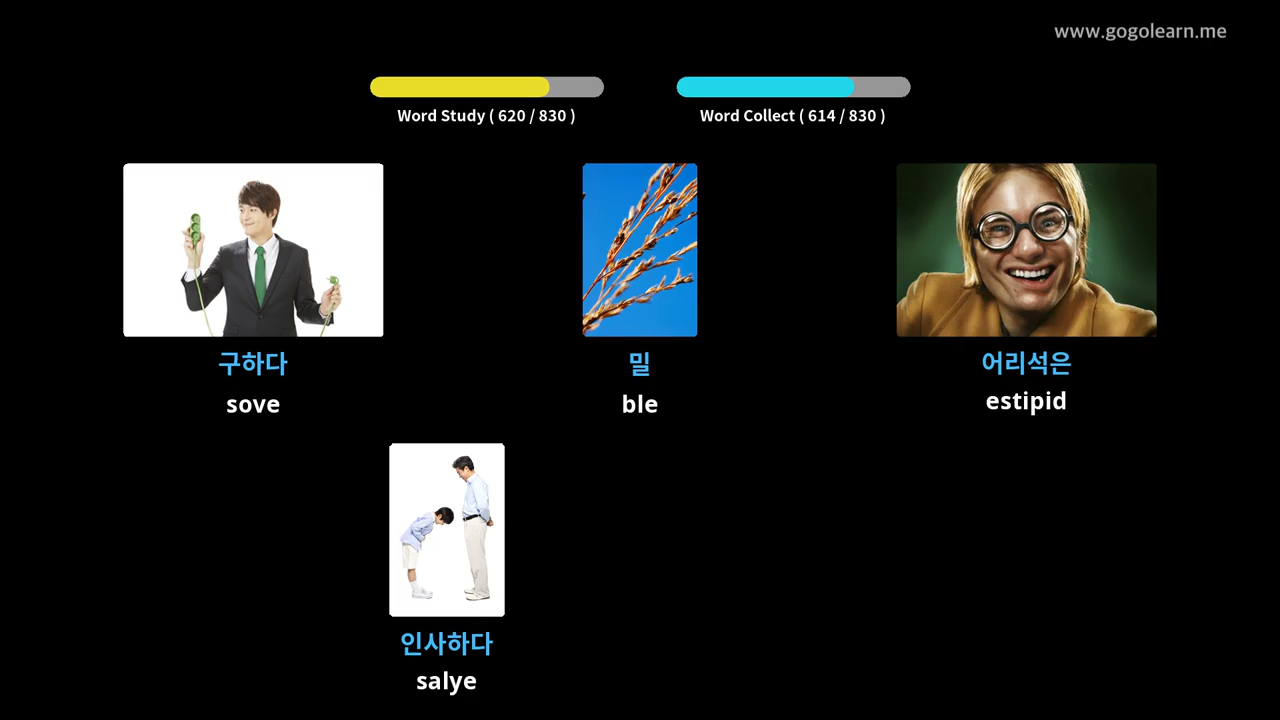 www.gogolearn.me
Word Study ( 620 / 830 )
Word Collect ( 614 / 830 )
구하다
sove
밀
ble
어리석은
estipid
인사하다
salye